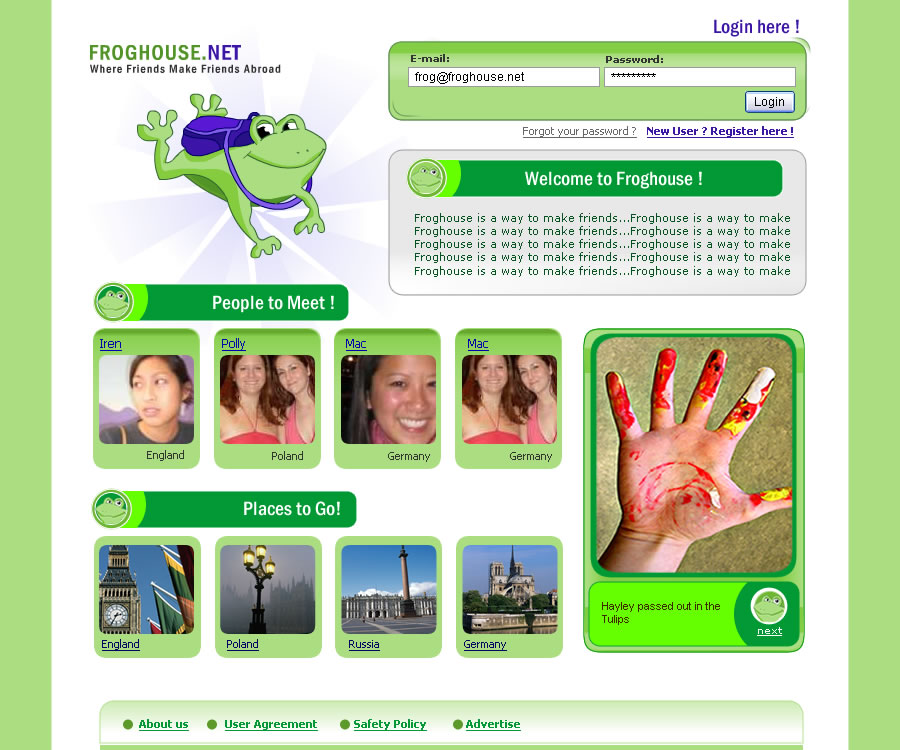 Login here !
FROGHOUSE.NET
Where Friends Make Friends Abroad
E-mail: Password:
frog@froghouse.net *********
Login
Forgot your password ? New User ? Register here !
Welcome to Froghouse !
Froghouse is a way to make friends...Froghouse is a way to make
Froghouse is a way to make friends...Froghouse is a way to make
Froghouse is a way to make friends...Froghouse is a way to make
Froghouse is a way to make friends...Froghouse is a way to make
Froghouse is a way to make friends...Froghouse is a way to make
People to Meet !
Iren Polly Mac Mac
England Poland Germany Germany
Places to Go!
England Poland Russia Germany
Hayley passed out in the
Tulips
next
About us User Agreement Safety Policy Advertise